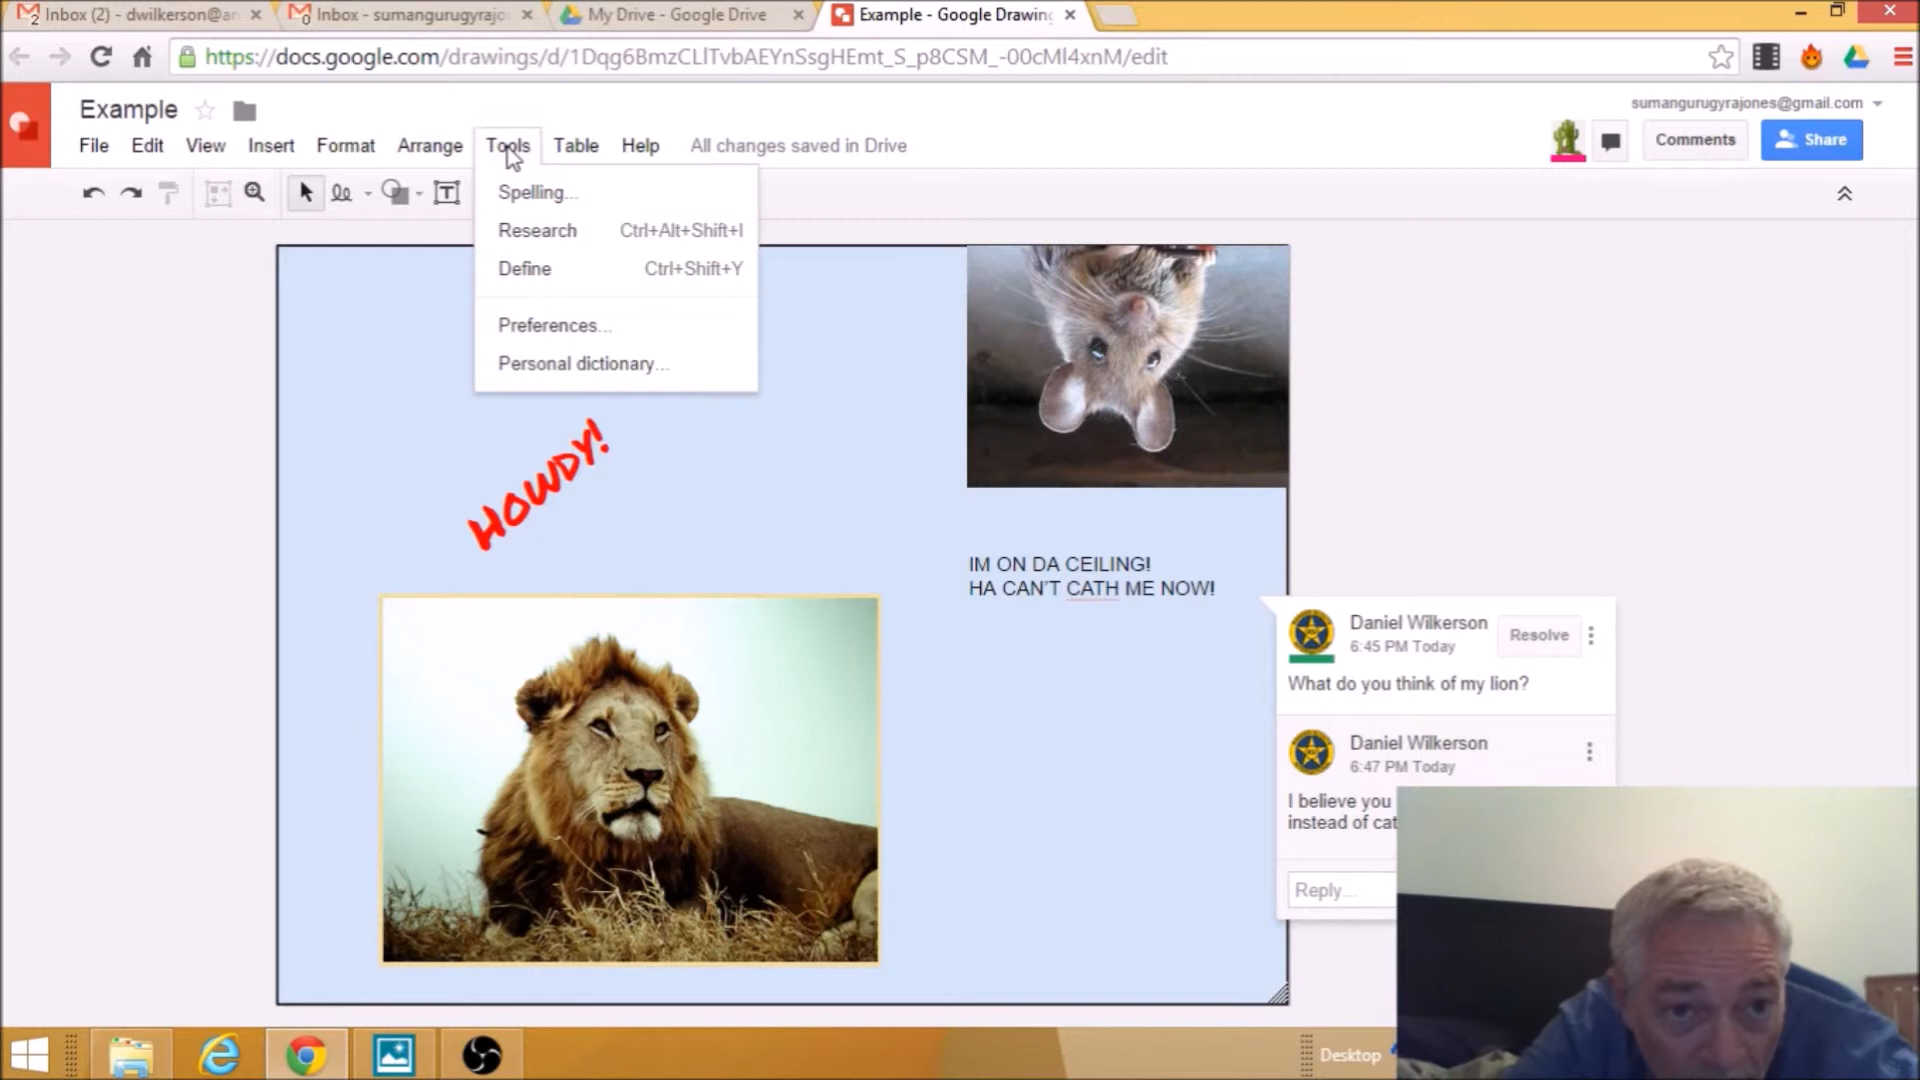 Inbox (2) - dwilkerson@ar
Inbox - sumangurugyrajo
My Drive - Google Drive
Example - Google Drawing
https://docs.google.com/drawings/d/1Dqg6BmzCLlTvbAEYnSsgHEmt_S_p8CSM_-00cMl4xnM/edit
Example
sumangurugyrajones@gmail.com
File Edit View Insert Format Arrange Tools Table Help All changes saved in Drive
Comments
Share
Spelling...
Research Ctrl+Alt+Shift+I
Define Ctrl+Shift+Y
Preferences...
Personal dictionary...
HOWDY!
IM ON DA CEILING!
HA CAN'T CATH ME NOW!
Daniel Wilkerson
Resolve
6:45 PM Today
What do you think of my lion?
Daniel Wilkerson
6:47 PM Today
I believe you
instead of cat
Reply...
Desktop